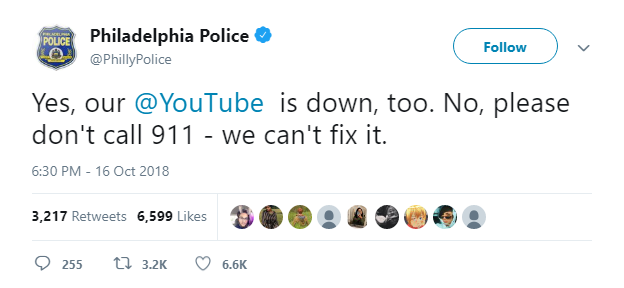 PHILADELPHIA
POLICE
Philadelphia Police
@PhillyPolice
Follow
Yes, our @YouTube is down, too. No, please
don't call 911 - we can't fix it.
6:30 PM - 16 Oct 2018
3,217 Retweets 6,599 Likes
255 3.2K 6.6K